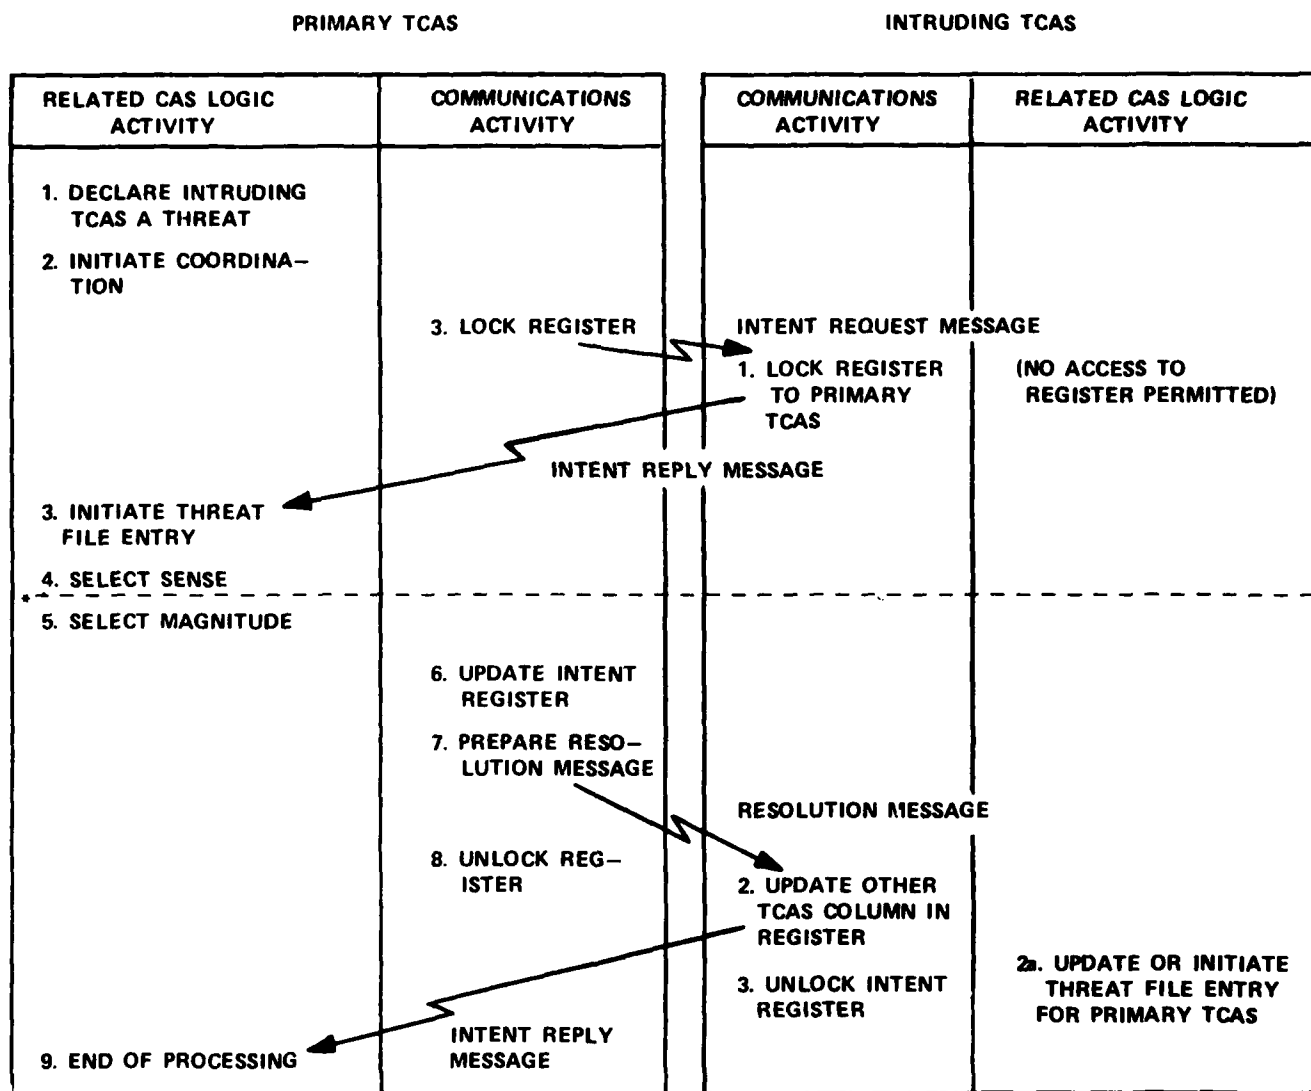 PRIMARY TCAS
INTRUDING TCAS
RELATED CAS LOGIC
ACTIVITY
COMMUNICATIONS
ACTIVITY
COMMUNICATIONS
ACTIVITY
RELATED CAS LOGIC
ACTIVITY
1. DECLARE INTRUDING
TCAS A THREAT
2. INITIATE COORDINA–
TION
3. LOCK REGISTER
INTENT REQUEST MESSAGE
1. LOCK REGISTER
TO PRIMARY
TCAS
(NO ACCESS TO
REGISTER PERMITTED)
INTENT REPLY MESSAGE
3. INITIATE THREAT
FILE ENTRY
4. SELECT SENSE
*
5. SELECT MAGNITUDE
6. UPDATE INTENT
REGISTER
7. PREPARE RESO–
LUTION MESSAGE
RESOLUTION MESSAGE
8. UNLOCK REG–
ISTER
2. UPDATE OTHER
TCAS COLUMN IN
REGISTER
2a. UPDATE OR INITIATE
THREAT FILE ENTRY
FOR PRIMARY TCAS
3. UNLOCK INTENT
REGISTER
INTENT REPLY
MESSAGE
9. END OF PROCESSING